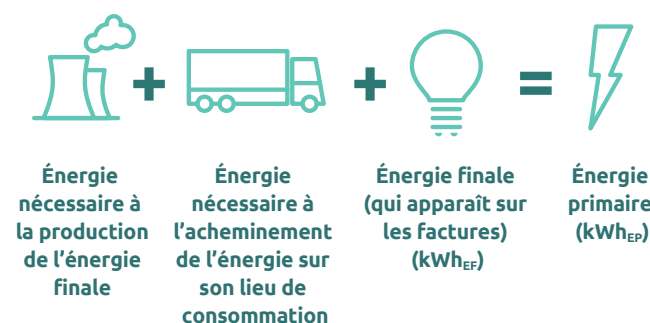 +
+
=
Énergie
nécessaire à
la production
de l’énergie
finale
Énergie
nécessaire à
l’acheminement
de l’énergie sur
son lieu de
consommation
Énergie finale
(qui apparaît sur
les factures)
(kWhEF)
Énergie
primaire
(kWhEP)